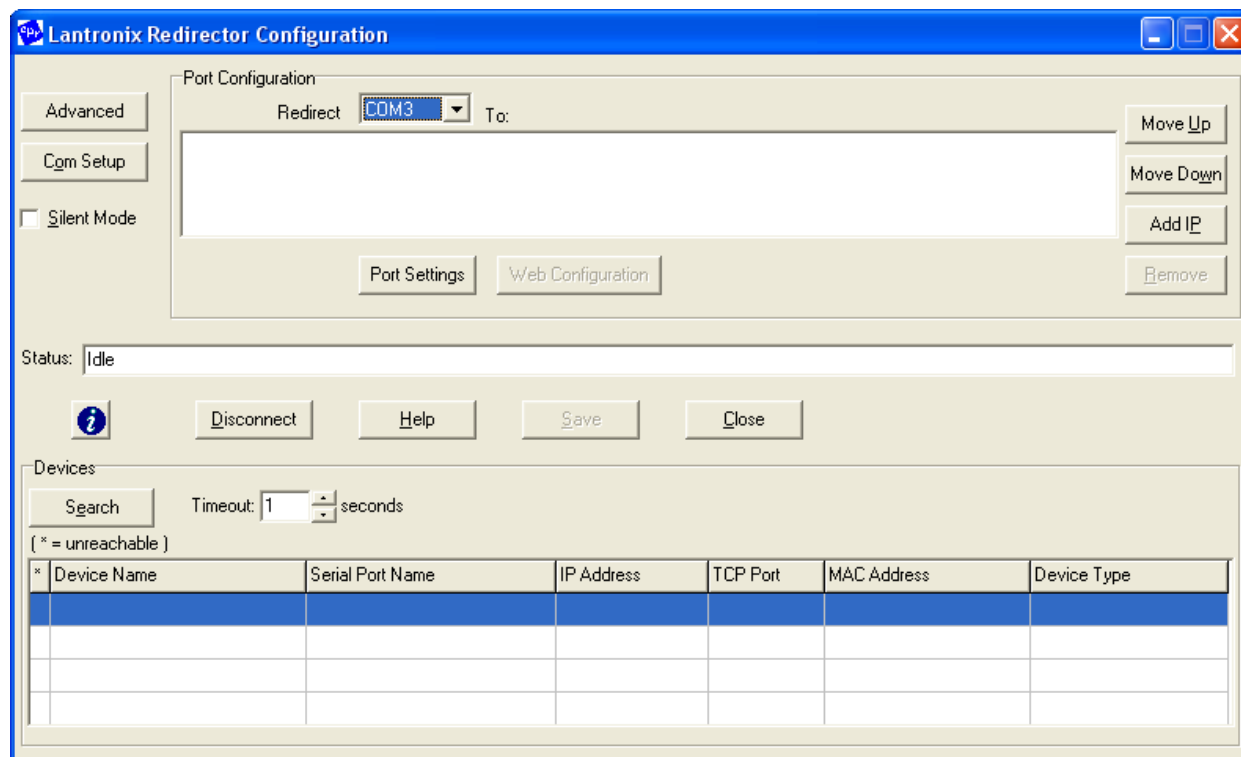 CPR Lantronix Redirector Configuration
Port Configuration
Advanced
Redirect COM3 To:
Move Up
Com Setup
Move Down
Silent Mode
Add IP
Port Settings Web Configuration Remove
Status: Idle
i Disconnect Help Save Close
Devices
Search Timeout: 1 seconds
( * = unreachable )
* Device Name Serial Port Name IP Address TCP Port MAC Address Device Type